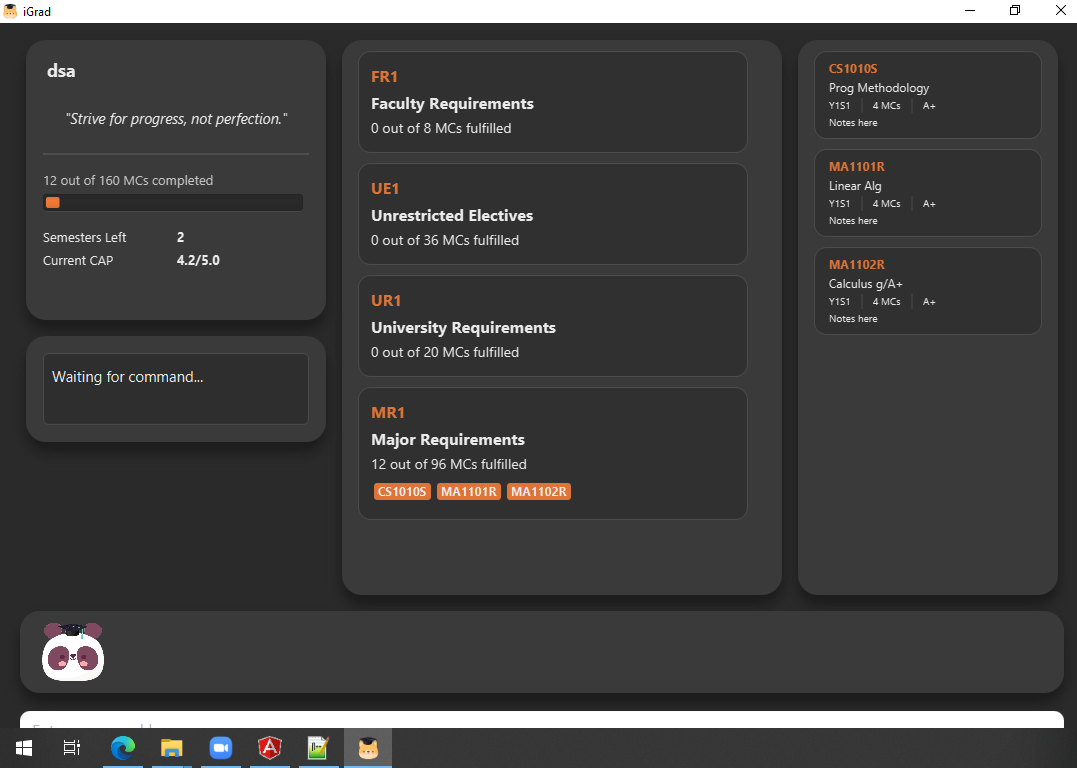 iGrad
dsa
"Strive for progress, not perfection."
12 out of 160 MCs completed
Semesters Left 2
Current CAP 4.2/5.0
Waiting for command...
FR1
Faculty Requirements
0 out of 8 MCs fulfilled
UE1
Unrestricted Electives
0 out of 36 MCs fulfilled
UR1
University Requirements
0 out of 20 MCs fulfilled
MR1
Major Requirements
12 out of 96 MCs fulfilled
CS1010S MA1101R MA1102R
CS1010S
Prog Methodology
Y1S1 4 MCs A+
Notes here
MA1101R
Linear Alg
Y1S1 4 MCs A+
Notes here
MA1102R
Calculus g/A+
Y1S1 4 MCs A+
Notes here